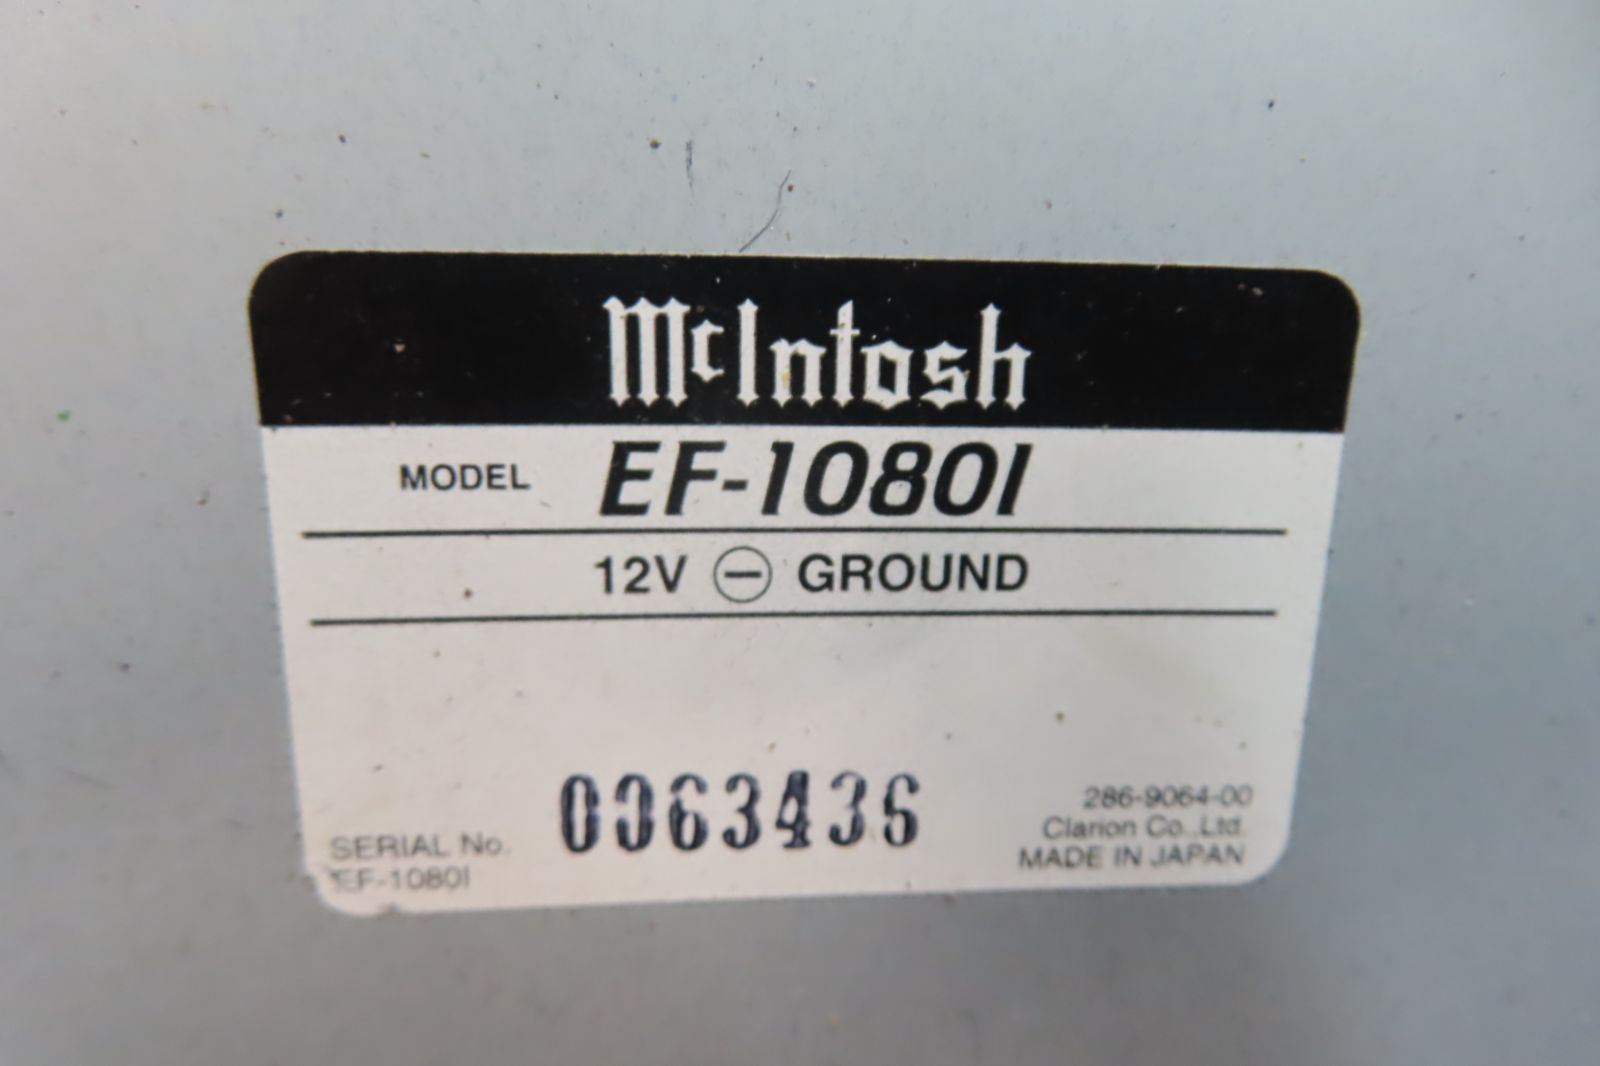 McIntosh
MODEL EF-1080I
12V ⊖ GROUND
0063436
286-9064-00
Clarion Co.,Ltd.
SERIAL No.
MADE IN JAPAN
EF-1080I